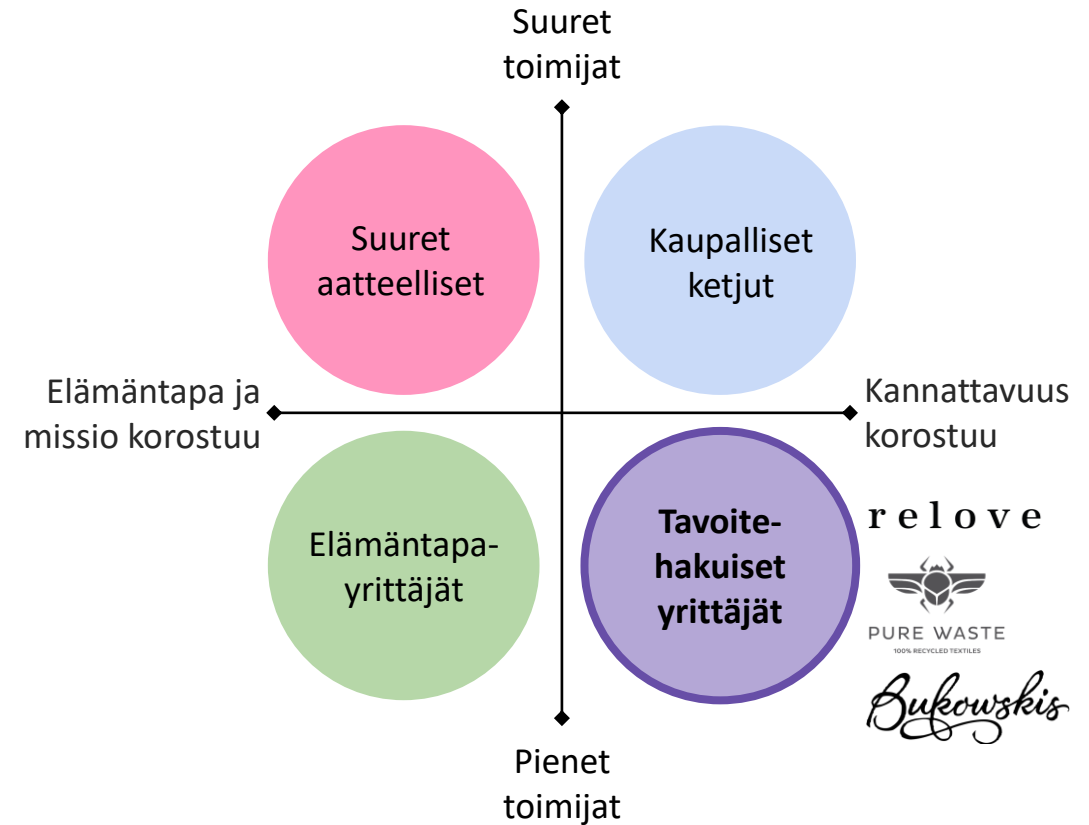 Suuret
toimijat
Suuret
aatteelliset
Kaupalliset
ketjut
Elämäntapa ja
missio korostuu
Kannattavuus
korostuu
Elämäntapa-
yrittäjät
Tavoite-
hakuiset
yrittäjät
relove
PURE WASTE
100% RECYCLED TEXTILES
Bukowskis
Pienet
toimijat